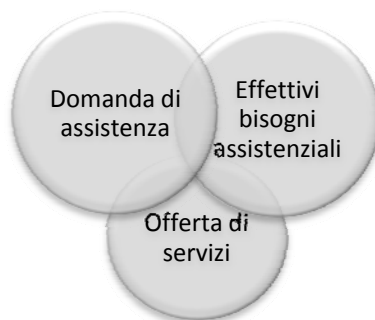 Domanda di
assistenza
Effettivi
bisogni
assistenziali
Offerta di
servizi